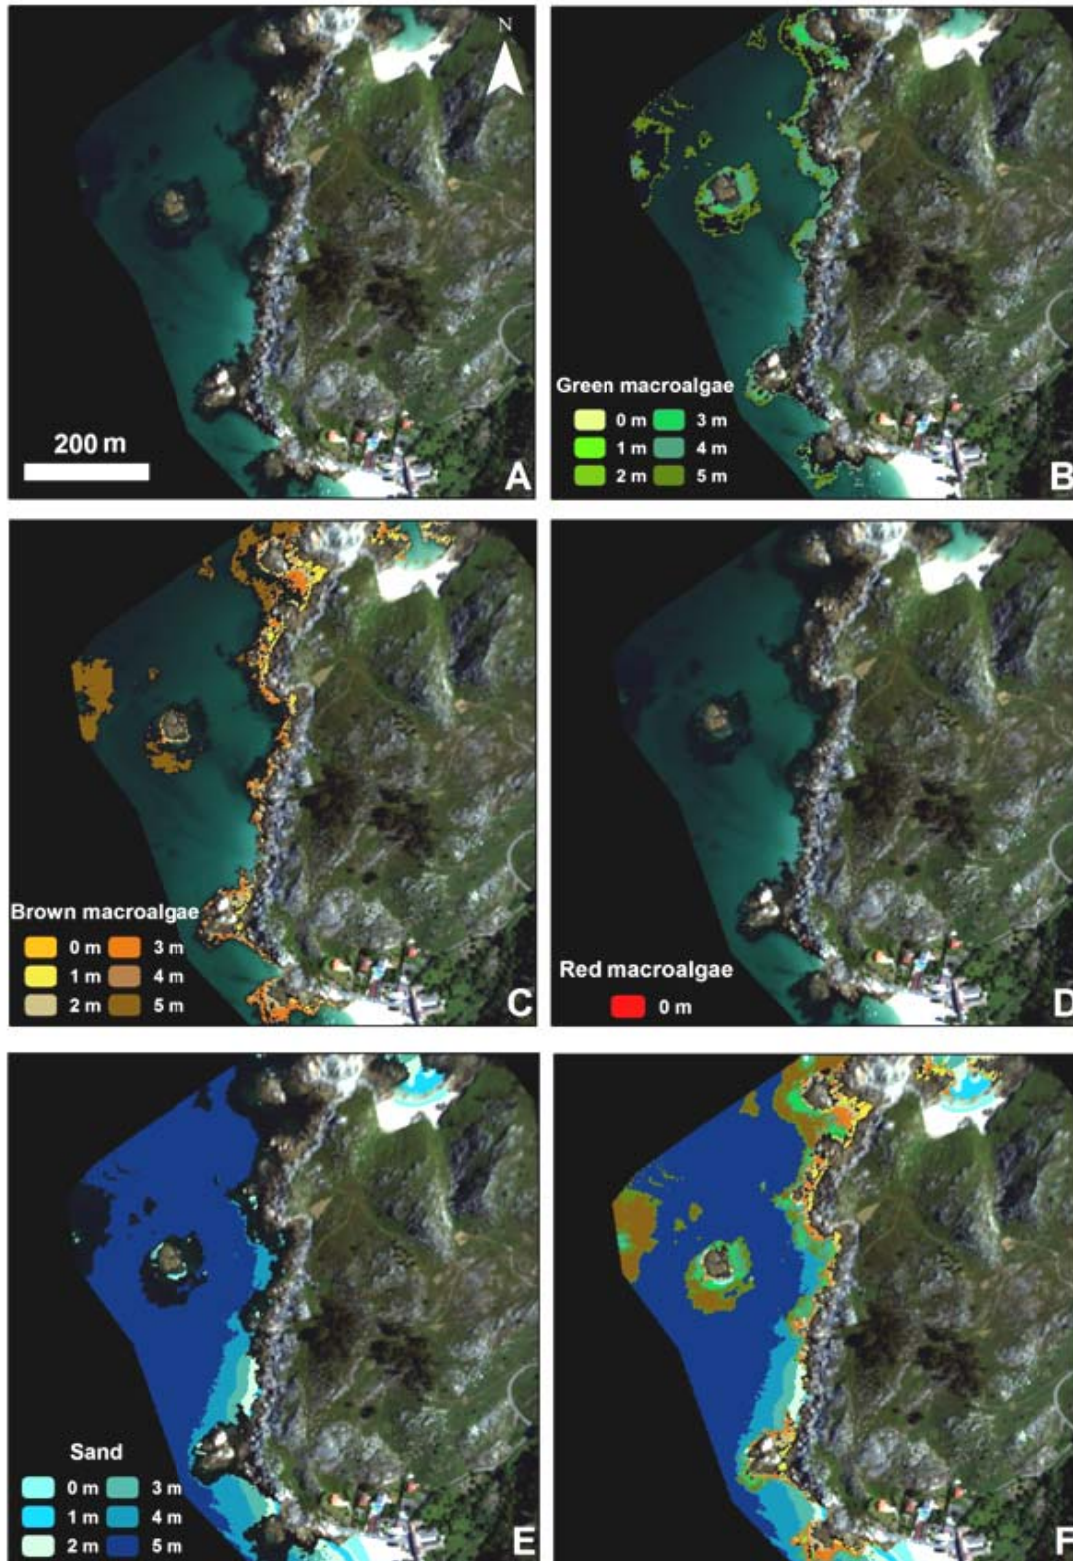 N
200 m
A
Green macroalgae
0 m 3 m
1 m 4 m
2 m 5 m
B
Brown macroalgae
0 m 3 m
1 m 4 m
2 m 5 m
C
Red macroalgae
0 m
D
Sand
0 m 3 m
1 m 4 m
2 m 5 m
E
F